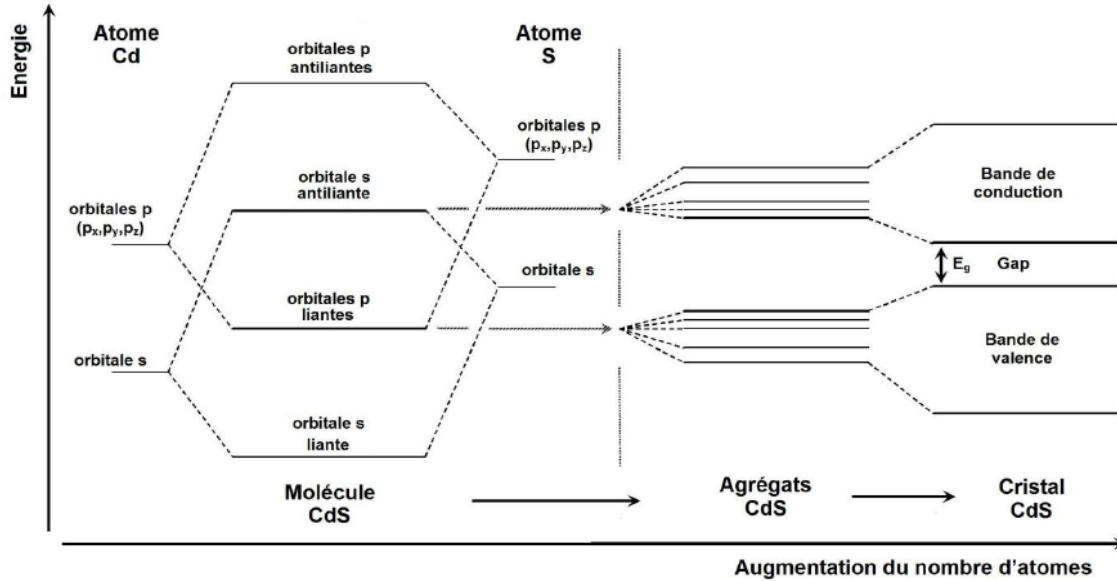 Energie
Atome
Cd
orbitales p
antiliantes
Atome
S
orbitales p
(px,py,pz)
orbitale s
antiliante
orbitales p
(px,py,pz)
orbitale s
orbitales p
liantes
orbitale s
orbitale s
liante
Bande de
conduction
Eg
Gap
Bande de
valence
Molécule
CdS
Agrégats
CdS
Cristal
CdS
Augmentation du nombre d'atomes